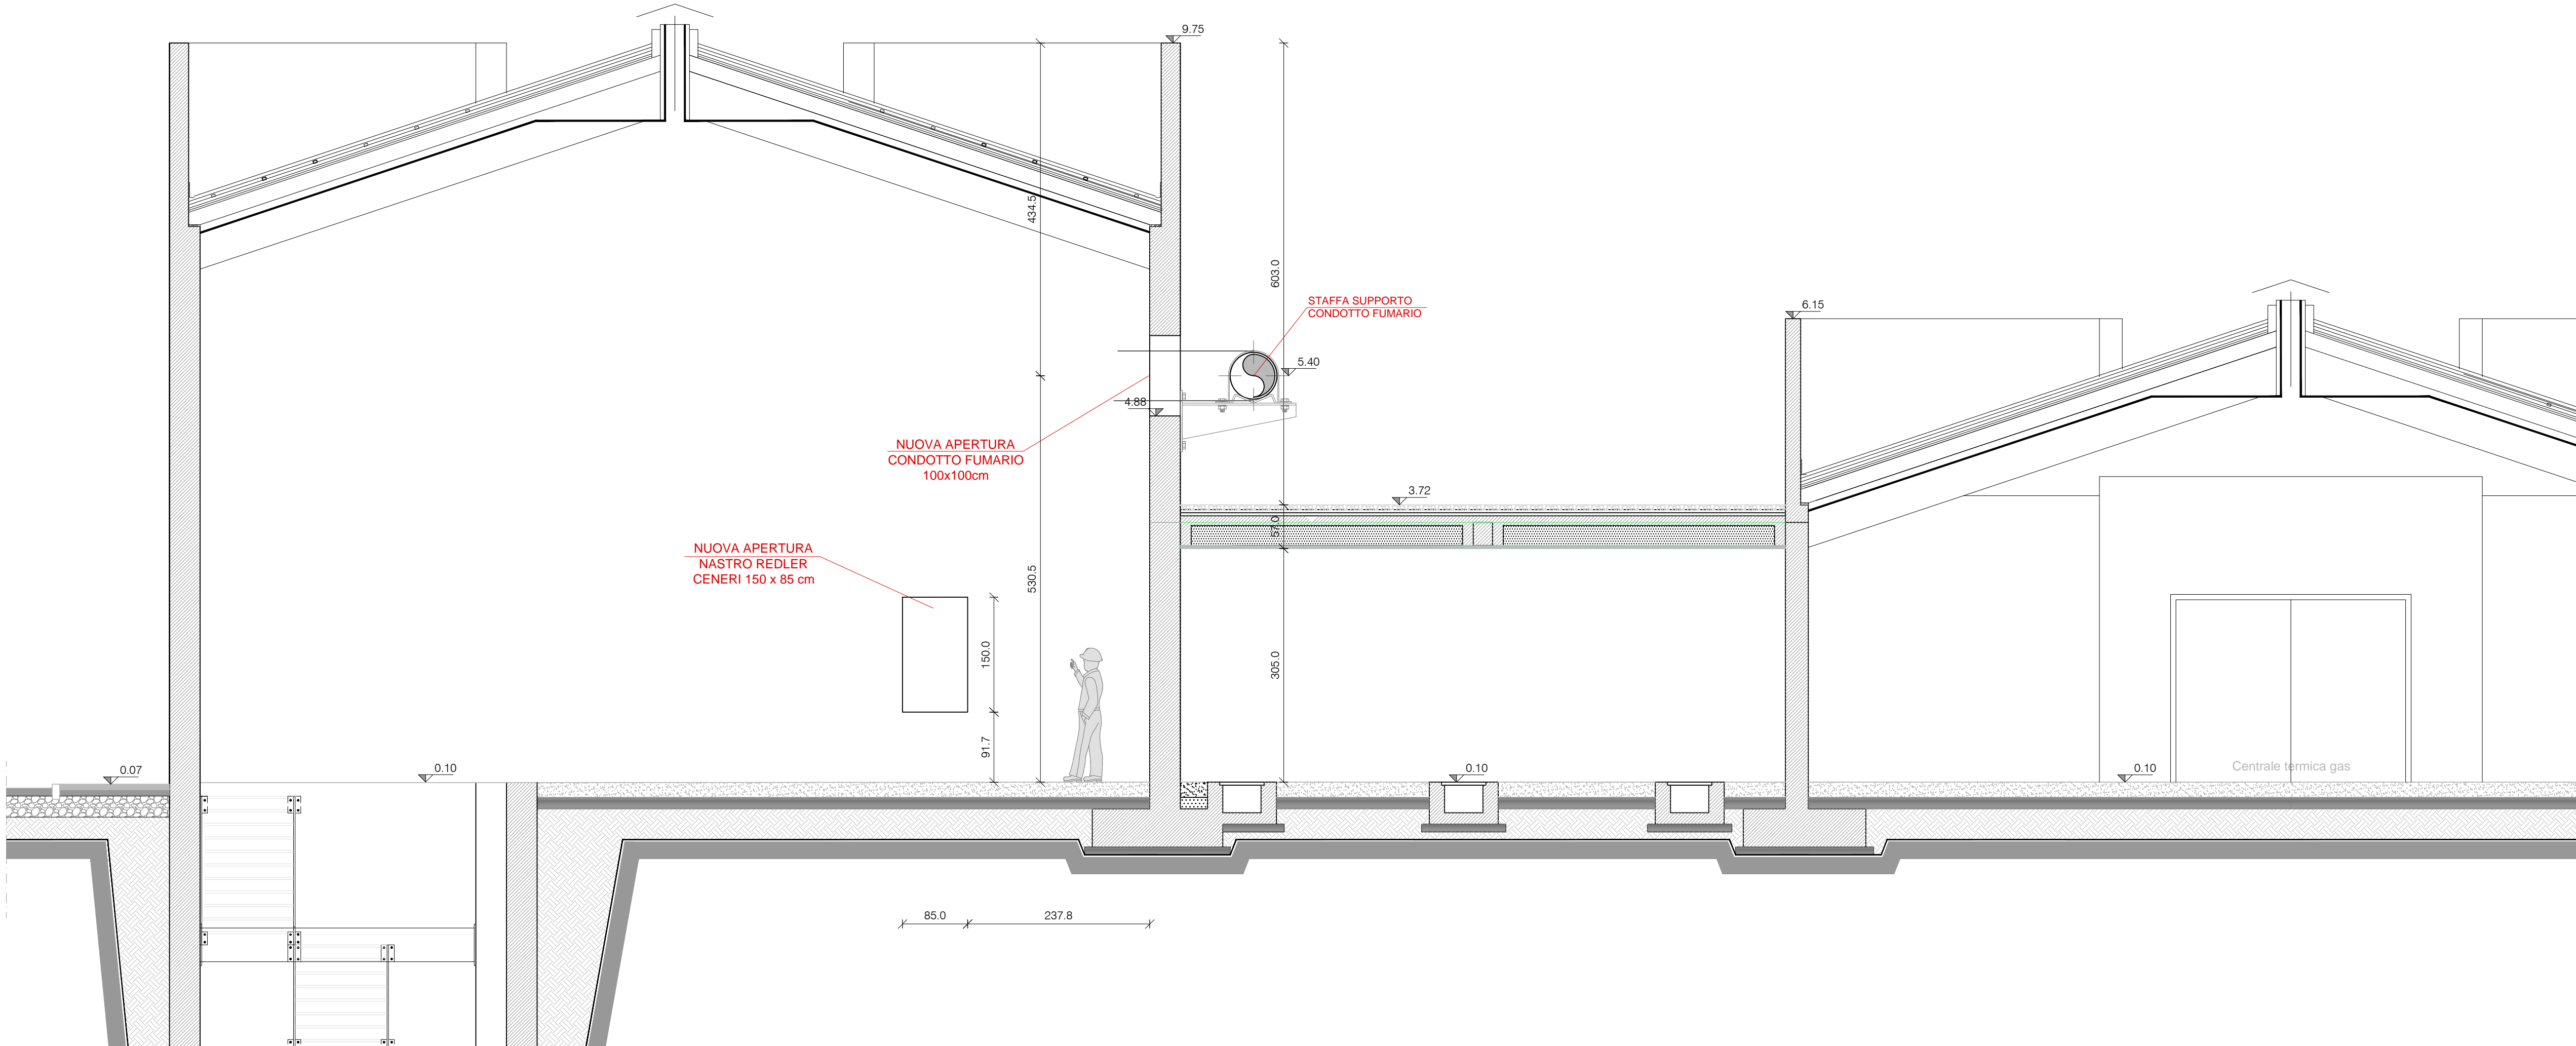 9.75
434.5
603.0
STAFFA SUPPORTO
CONDOTTO FUMARIO
6.15
5.40
4.88
NUOVA APERTURA
CONDOTTO FUMARIO
100x100cm
3.72
57.0
NUOVA APERTURA
NASTRO REDLER
CENERI 150 x 85 cm
530.5
150.0
305.0
91.7
0.07
0.10
0.10
0.10
Centrale termica gas
85.0
237.8